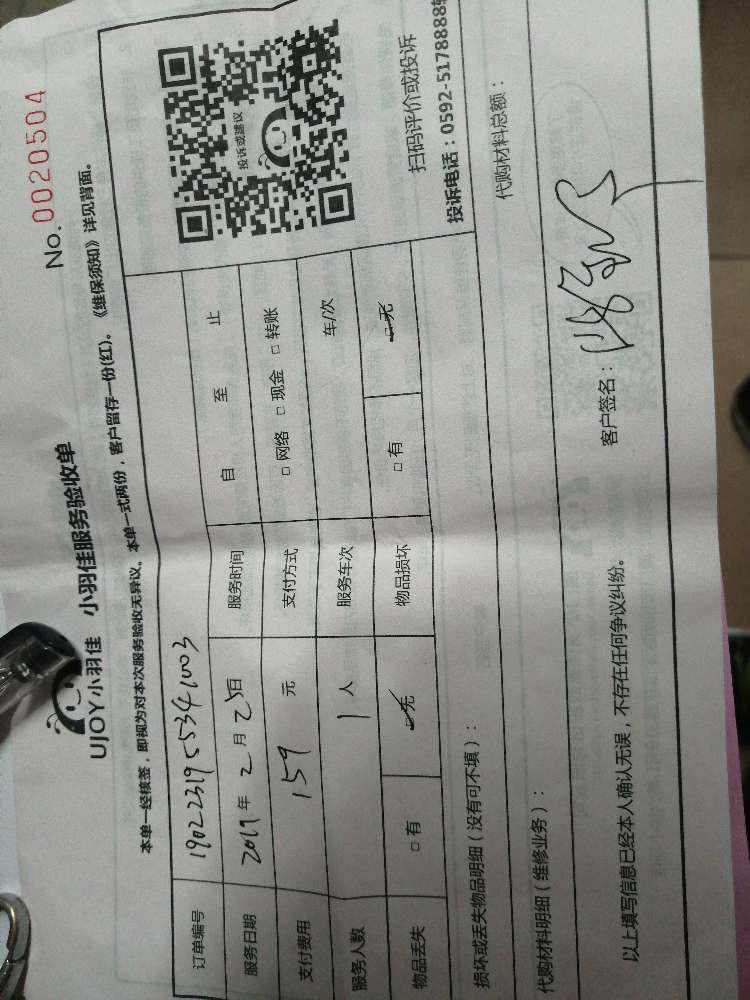 No. 0020504
UJOY小羽佳 小羽佳服务验收单
本单一经核签，即视为对本次服务验收无异议。本单一式两份，客户留存一份(红)。《维保须知》详见背面。
订单编号 1902231955341003
服务日期 2019年2月25日 服务时间 自 至 止
支付费用 159 元 支付方式 □网络 □现金 □转账
服务人数 1 人 服务车次 车/次
物品丢失 □有 ☑无 物品损坏 □有 ☑无
投诉或建议
扫码评价或投诉
投诉电话：0592-5178888转
损坏或丢失物品明细（没有可不填）：
代购材料明细（维修业务）： 代购材料总额：
以上填写信息已经本人确认无误，不存在任何争议纠纷。 客户签名：